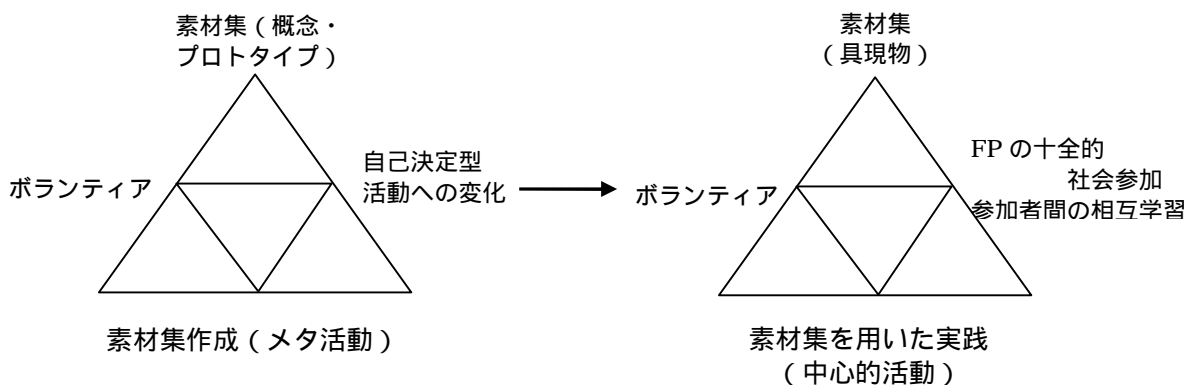 素材集（概念・
プロトタイプ）
ボランティア
自己決定型
活動への変化
素材集作成（メタ活動）
素材集
（具現物）
ボランティア
FP の十全的
社会参加
参加者間の相互学習
素材集を用いた実践
（中心的活動）